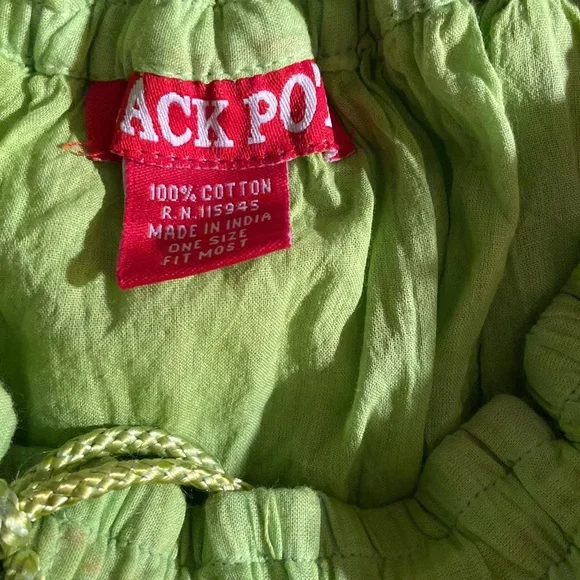 ACK PO
100% COTTON
R.N. 115945
MADE IN INDIA
ONE SIZE
FIT MOST